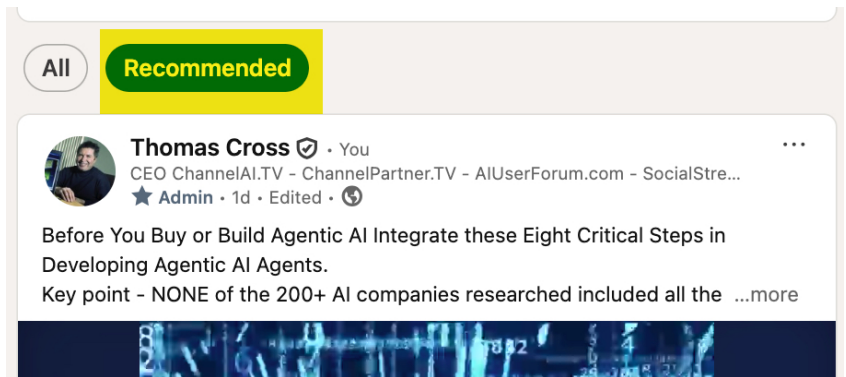 All
Recommended
Thomas Cross • You
CEO ChannelAI.TV - ChannelPartner.TV - AIUserForum.com - SocialStre...
Admin • 1d • Edited •
Before You Buy or Build Agentic AI Integrate these Eight Critical Steps in
Developing Agentic AI Agents.
Key point - NONE of the 200+ AI companies researched included all the ...more